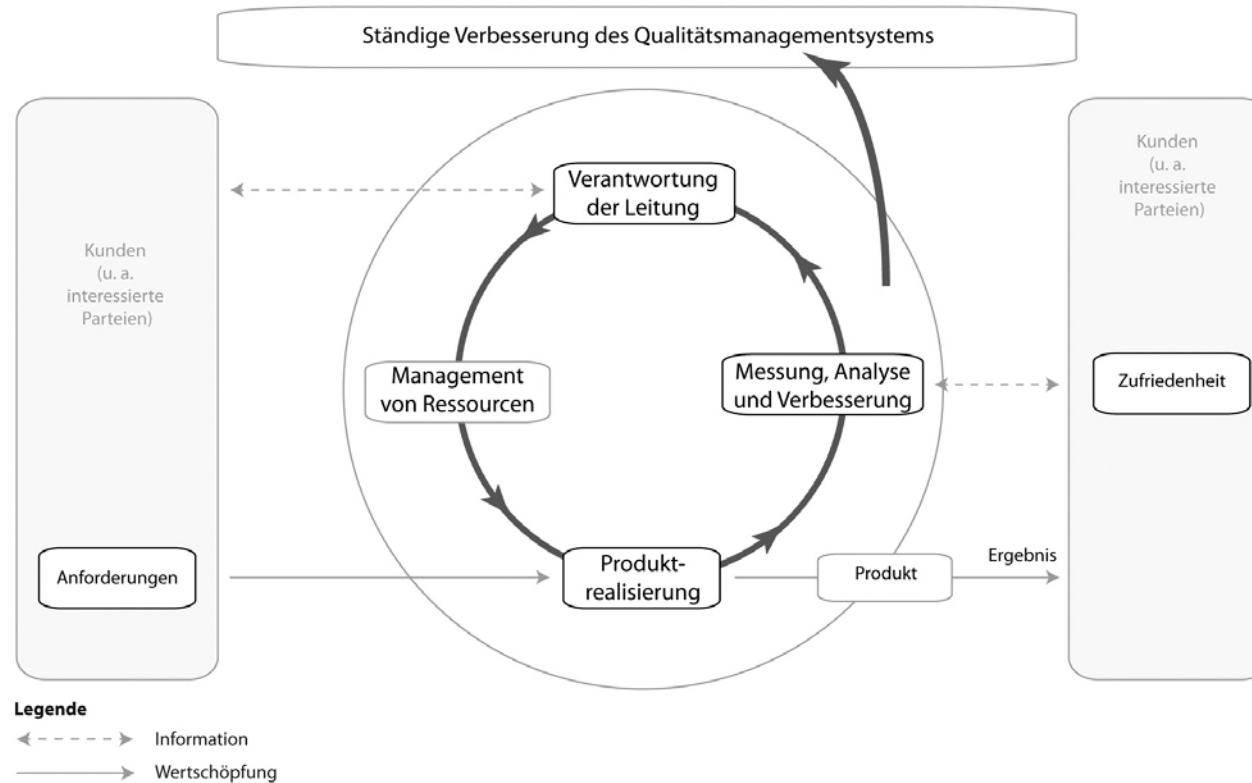 Ständige Verbesserung des Qualitätsmanagementsystems
Kunden
(u. a.
interessierte
Parteien)
Anforderungen
Verantwortung
der Leitung
Management
von Ressourcen
Messung, Analyse
und Verbesserung
Produkt-
realisierung
Produkt
Ergebnis
Kunden
(u. a.
interessierte
Parteien)
Zufriedenheit
Legende
Information
Wertschöpfung